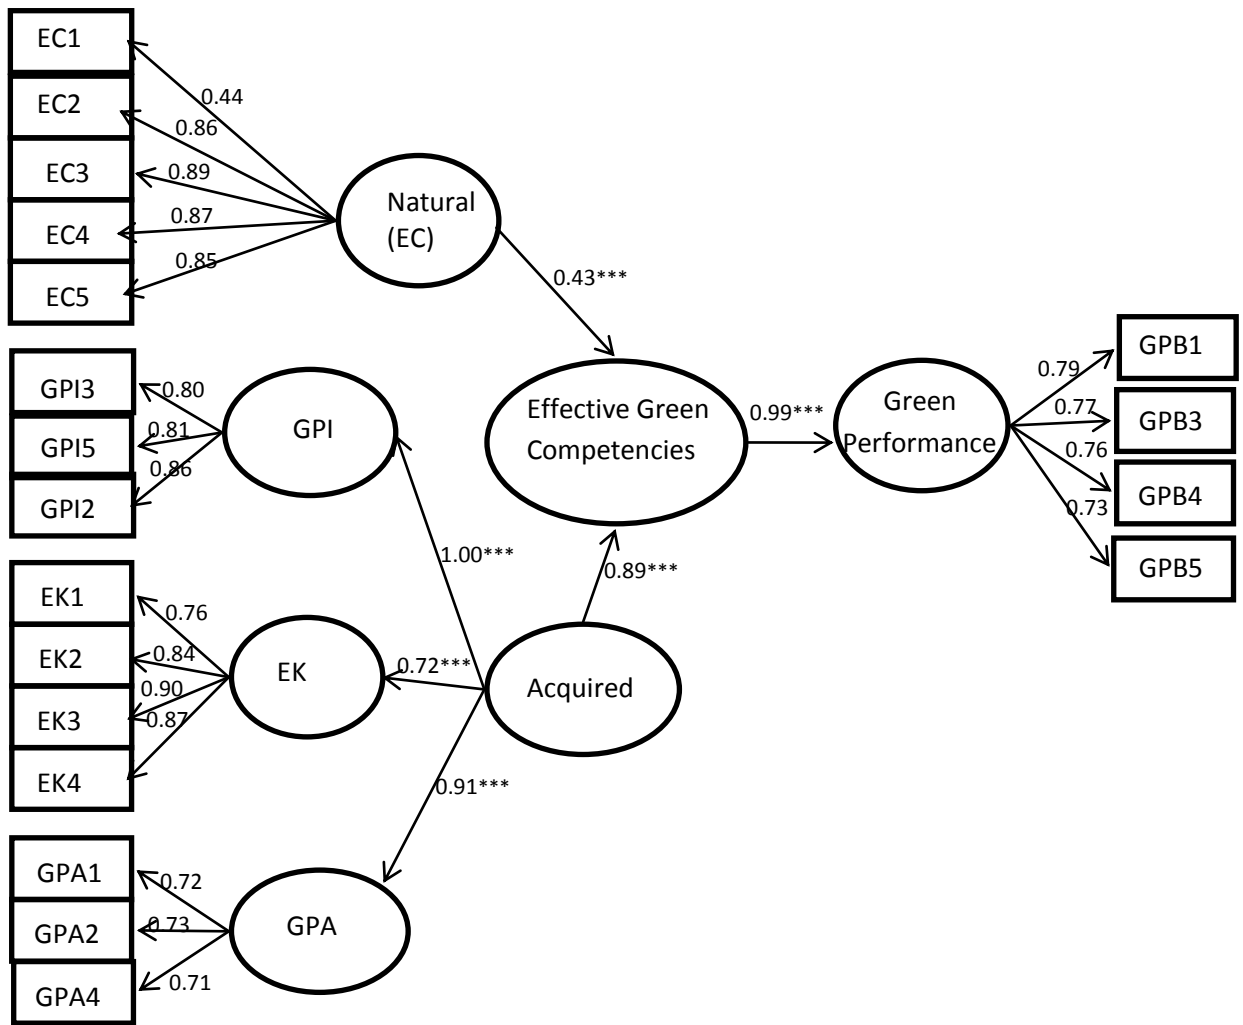 EC1
EC2
EC3
EC4
EC5
0.44
0.86
0.89
0.87
0.85
Natural
(EC)
0.43***
GPI3
GPI5
GPI2
0.80
0.81
0.86
GPI
Effective Green
Competencies
0.99***
Green
Performance
0.79
0.77
0.76
0.73
GPB1
GPB3
GPB4
GPB5
1.00***
0.89***
EK1
EK2
EK3
EK4
0.76
0.84
0.90
0.87
EK
0.72***
Acquired
0.91***
GPA1
GPA2
GPA4
0.72
0.73
0.71
GPA